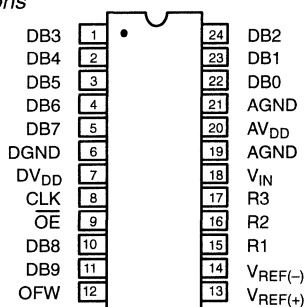 ons
DB3 1 24 DB2
DB4 2 23 DB1
DB5 3 22 DB0
DB6 4 21 AGND
DB7 5 20 AVDD
DGND 6 19 AGND
DVDD 7 18 VIN
CLK 8 17 R3
OE 9 16 R2
DB8 10 15 R1
DB9 11 14 VREF(–)
OFW 12 13 VREF(+)